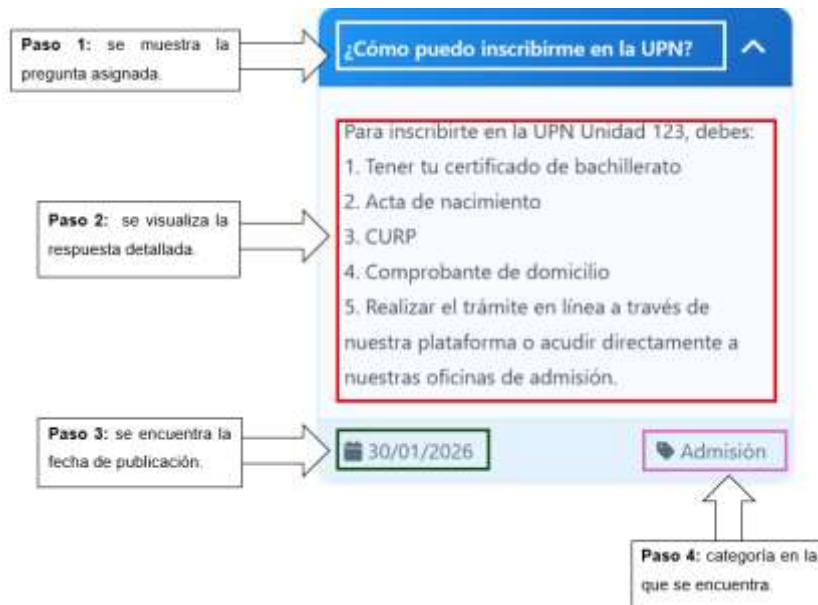 Paso 1: se muestra la
pregunta asignada.
¿Cómo puedo inscribirme en la UPN?
Para inscribirte en la UPN Unidad 123, debes:
1. Tener tu certificado de bachillerato
2. Acta de nacimiento
3. CURP
4. Comprobante de domicilio
5. Realizar el trámite en línea a través de
nuestra plataforma o acudir directamente a
nuestras oficinas de admisión.
Paso 2: se visualiza la
respuesta detallada.
Paso 3: se encuentra la
fecha de publicación.
30/01/2026
Admisión
Paso 4: categoría en la
que se encuentra.